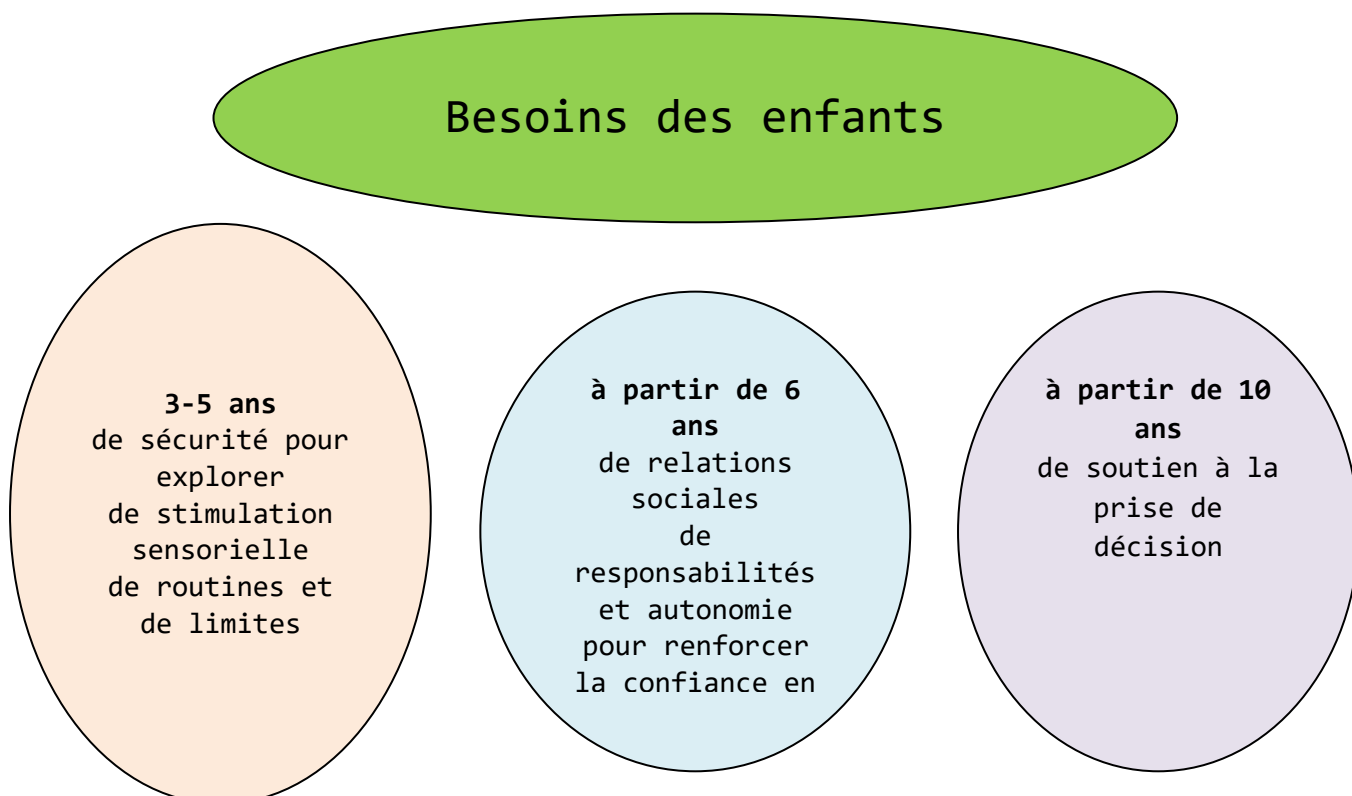 Besoins des enfants
3-5 ans
de sécurité pour
explorer
de stimulation
sensorielle
de routines et
de limites
à partir de 6
ans
de relations
sociales
de
responsabilités
et autonomie
pour renforcer
la confiance en
à partir de 10
ans
de soutien à la
prise de
décision